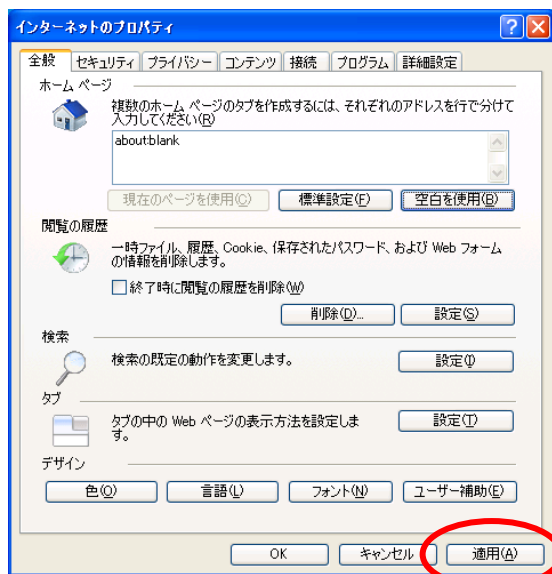 インターネットのプロパティ
全般 セキュリティ プライバシー コンテンツ 接続 プログラム 詳細設定
ホーム ページ
複数のホーム ページのタブを作成するには、それぞれのアドレスを行で分けて
入力してください(R)
about:blank
現在のページを使用(C) 標準設定(F) 空白を使用(B)
閲覧の履歴
一時ファイル、履歴、Cookie、保存されたパスワード、および Web フォーム
の情報を削除します。
終了時に閲覧の履歴を削除(W)
削除(D)... 設定(S)
検索
検索の既定の動作を変更します。 設定(I)
タブ
タブの中の Web ページの表示方法を設定しま
す。
設定(T)
デザイン
色(O) 言語(L) フォント(N) ユーザー補助(E)
OK キャンセル 適用(A)